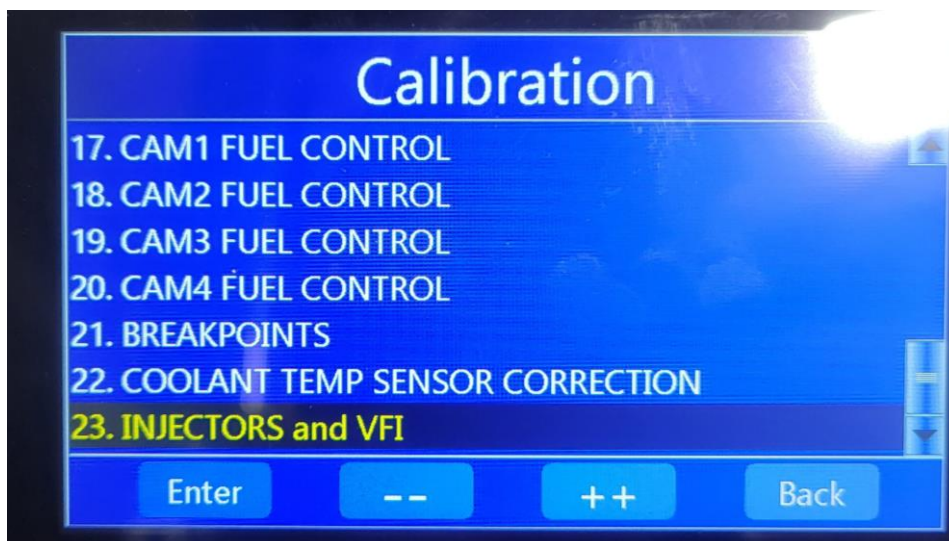 Calibration
17. CAM1 FUEL CONTROL
18. CAM2 FUEL CONTROL
19. CAM3 FUEL CONTROL
20. CAM4 FUEL CONTROL
21. BREAKPOINTS
22. COOLANT TEMP SENSOR CORRECTION
23. INJECTORS and VFI
Enter -- ++ Back